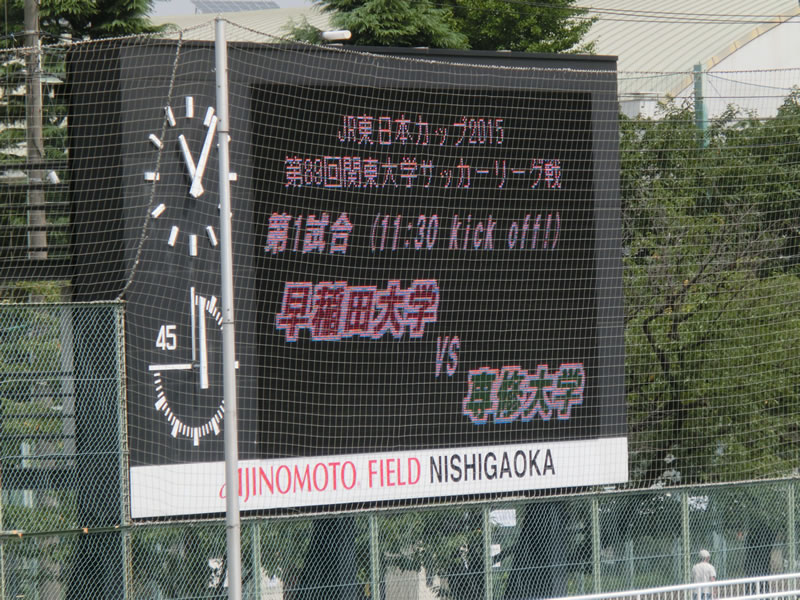 JR東日本カップ2015
第89回関東大学サッカーリーグ戦
第1試合 (11:30 kick off!)
早稲田大学
VS
専修大学
45
AJINOMOTO FIELD NISHIGAOKA